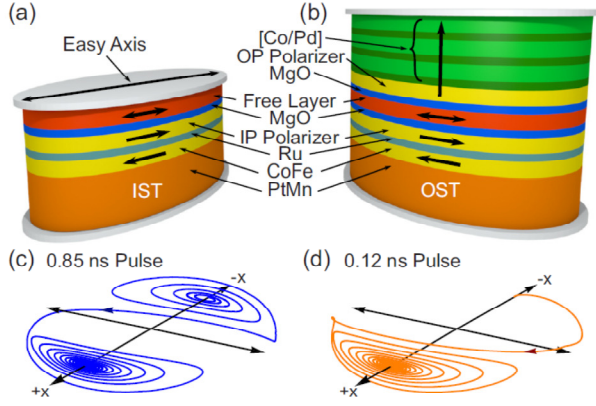 (a)
(b)
Easy Axis
[Co/Pd]
OP Polarizer
MgO
Free Layer
MgO
IP Polarizer
Ru
CoFe
PtMn
IST
OST
(c) 0.85 ns Pulse
(d) 0.12 ns Pulse
-x
-x
+x
+x